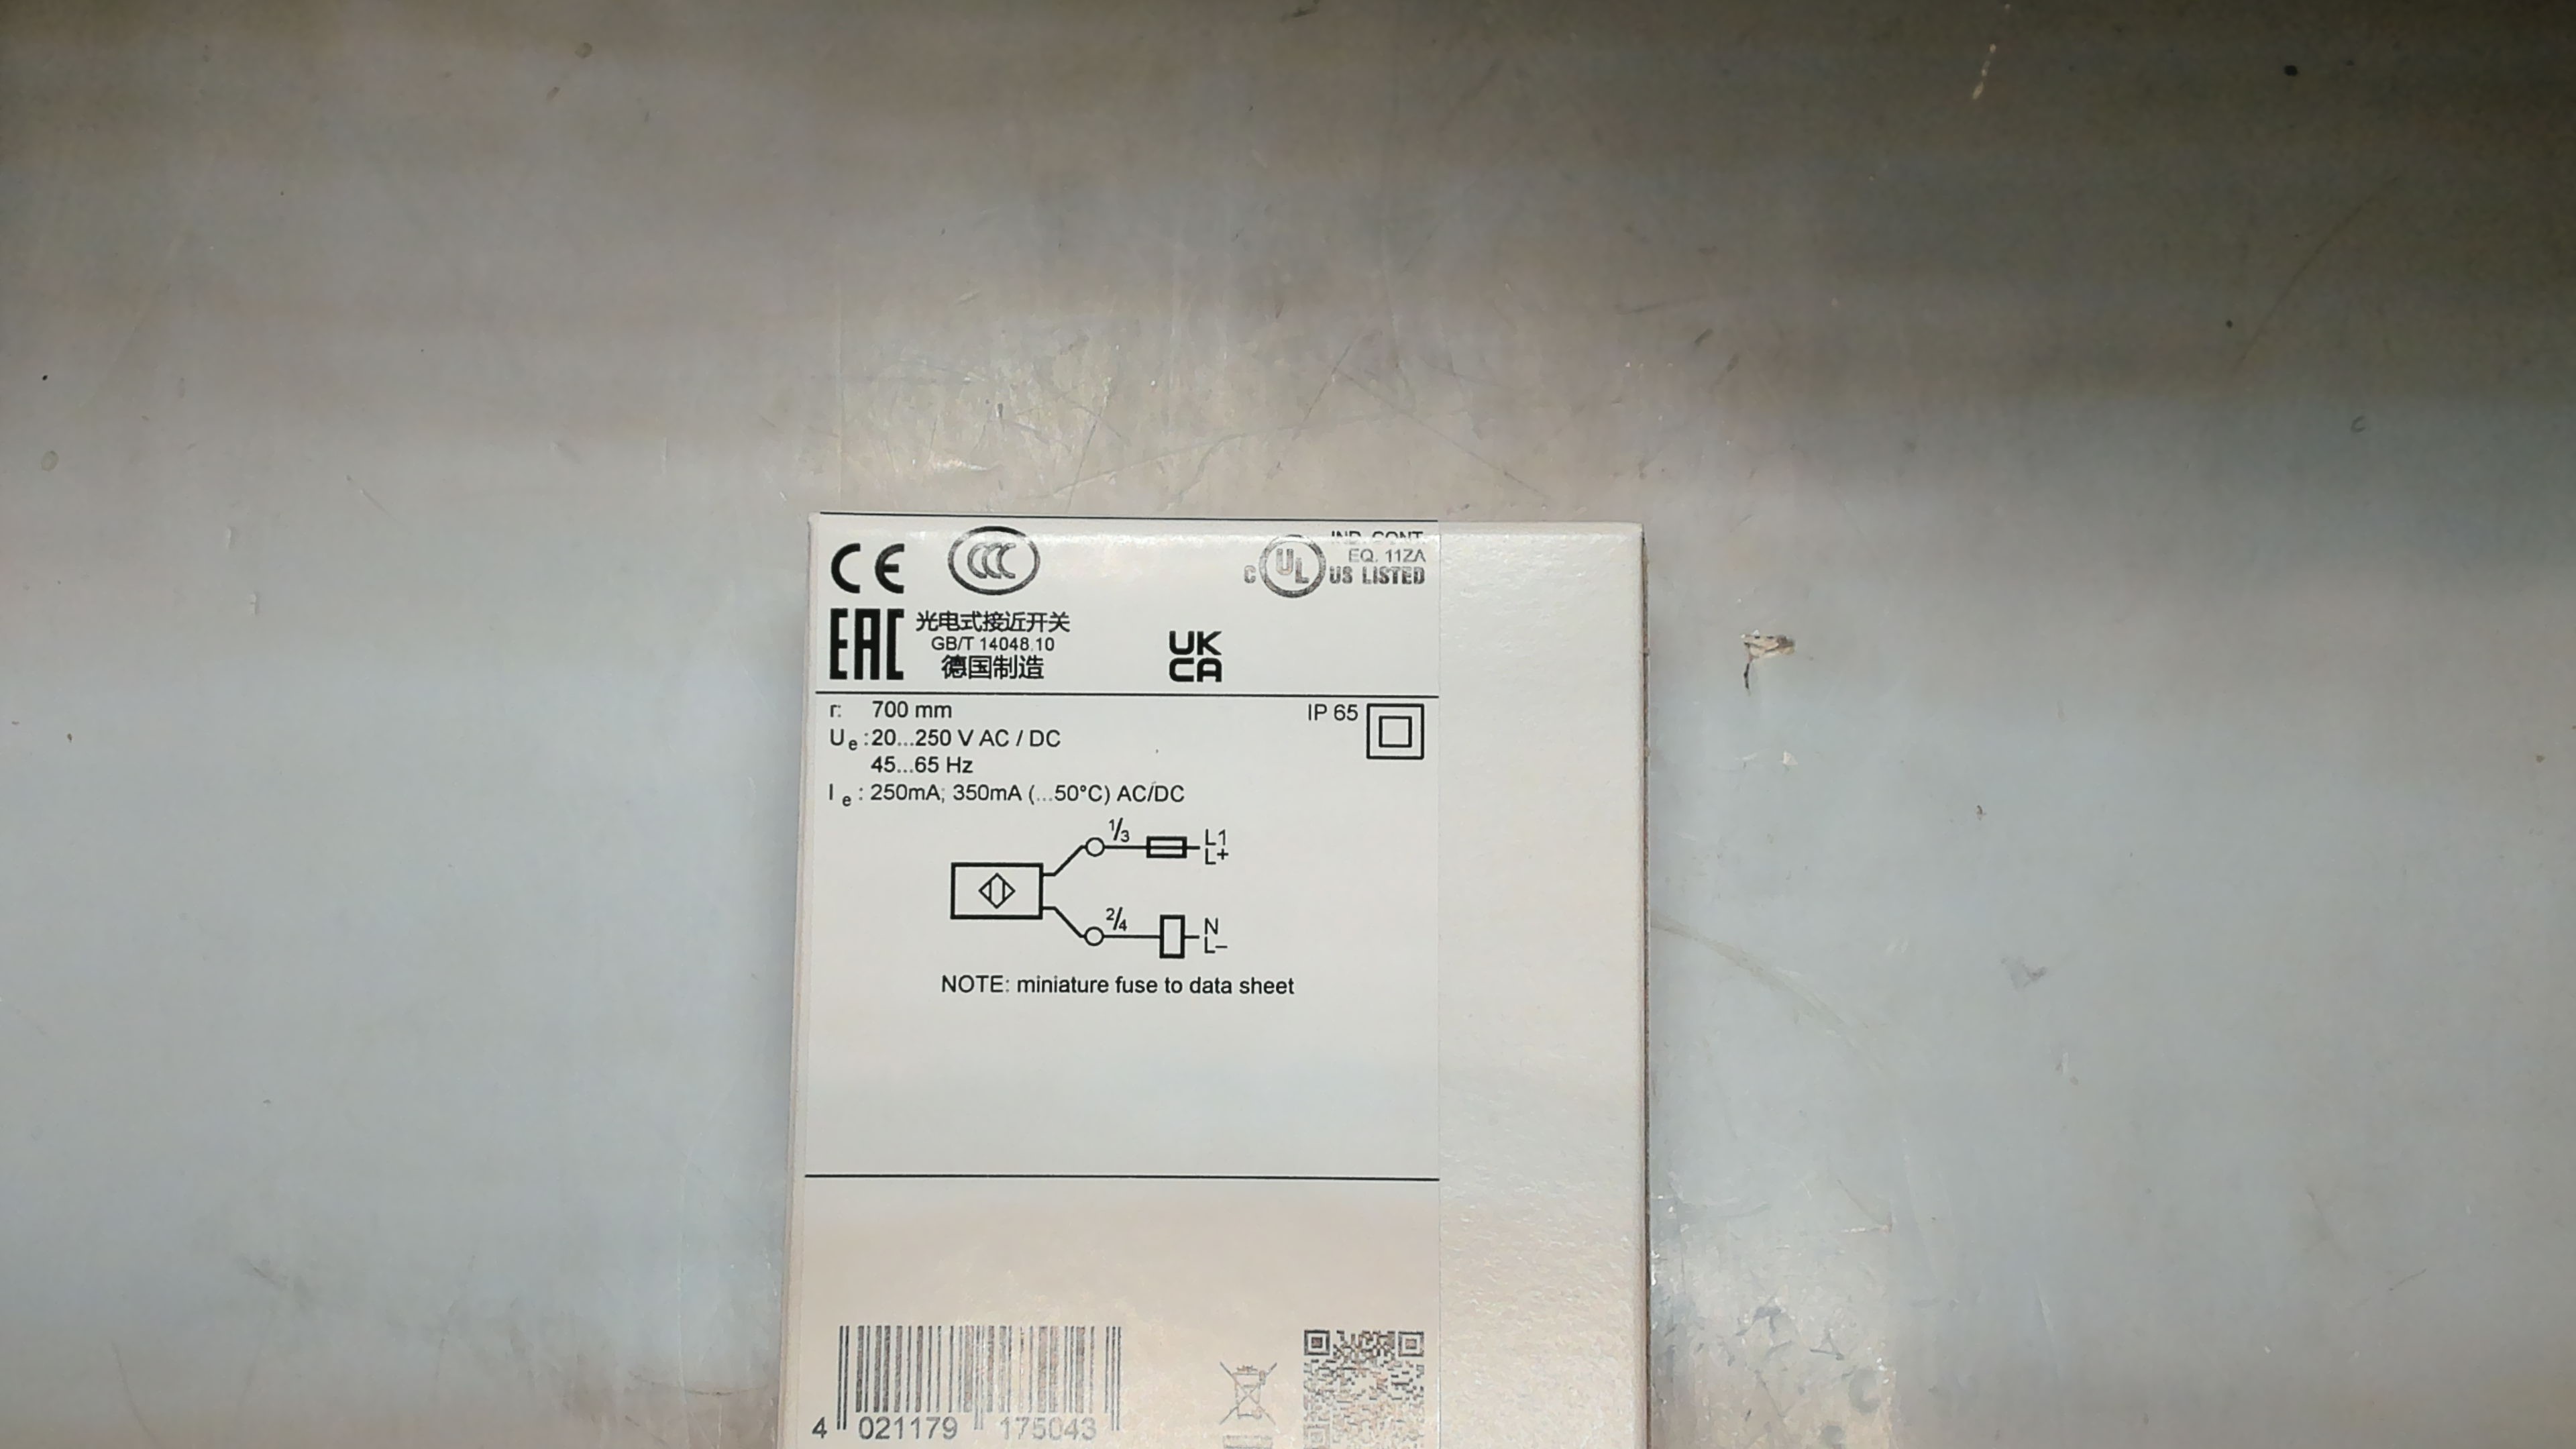 CE
CCC
IND. CONT.
EQ. 11ZA
C UL US LISTED
EAC
光电式接近开关
GB/T 14048.10
德国制造
UK
CA
r: 700 mm
IP 65
Ue : 20...250 V AC / DC
45...65 Hz
Ie : 250mA; 350mA (...50°C) AC/DC
1/3
L1
L+
2/4
N
L–
NOTE: miniature fuse to data sheet
4 021179 175043